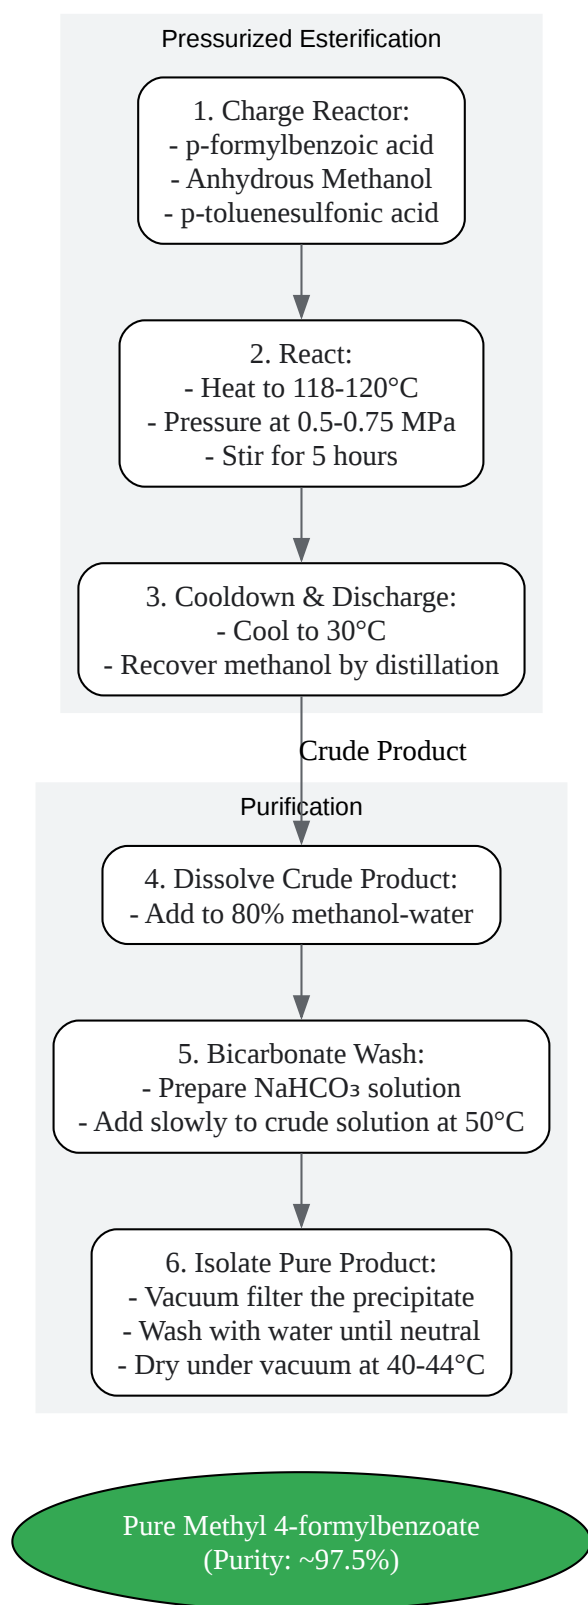 Pressurized Esterification
1. Charge Reactor:
- p-formylbenzoic acid
- Anhydrous Methanol
- p-toluenesulfonic acid
2. React:
- Heat to 118-120°C
- Pressure at 0.5-0.75 MPa
- Stir for 5 hours
3. Cooldown & Discharge:
- Cool to 30°C
- Recover methanol by distillation
Crude Product
Purification
4. Dissolve Crude Product:
- Add to 80% methanol-water
5. Bicarbonate Wash:
- Prepare NaHCO₃ solution
- Add slowly to crude solution at 50°C
6. Isolate Pure Product:
- Vacuum filter the precipitate
- Wash with water until neutral
- Dry under vacuum at 40-44°C
Pure Methyl 4-formylbenzoate
(Purity: ~97.5%)